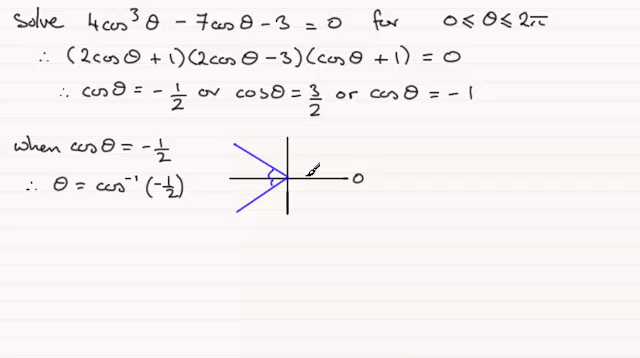 Solve 4cos³θ - 7cosθ - 3 = 0 for 0 ⩽ θ ⩽ 2π
∴ (2cosθ + 1)(2cosθ - 3)(cosθ + 1) = 0
∴ cosθ = -1/2 or cosθ = 3/2 or cosθ = -1
when cosθ = -1/2
∴ θ = cos⁻¹(-1/2)
0